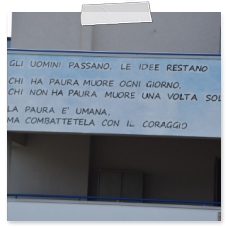 GLI UOMINI PASSANO, LE IDEE RESTANO
CHI HA PAURA MUORE OGNI GIORNO,
CHI NON HA PAURA MUORE UNA VOLTA SOL
LA PAURA E' UMANA,
MA COMBATTETELA CON IL CORAGGIO